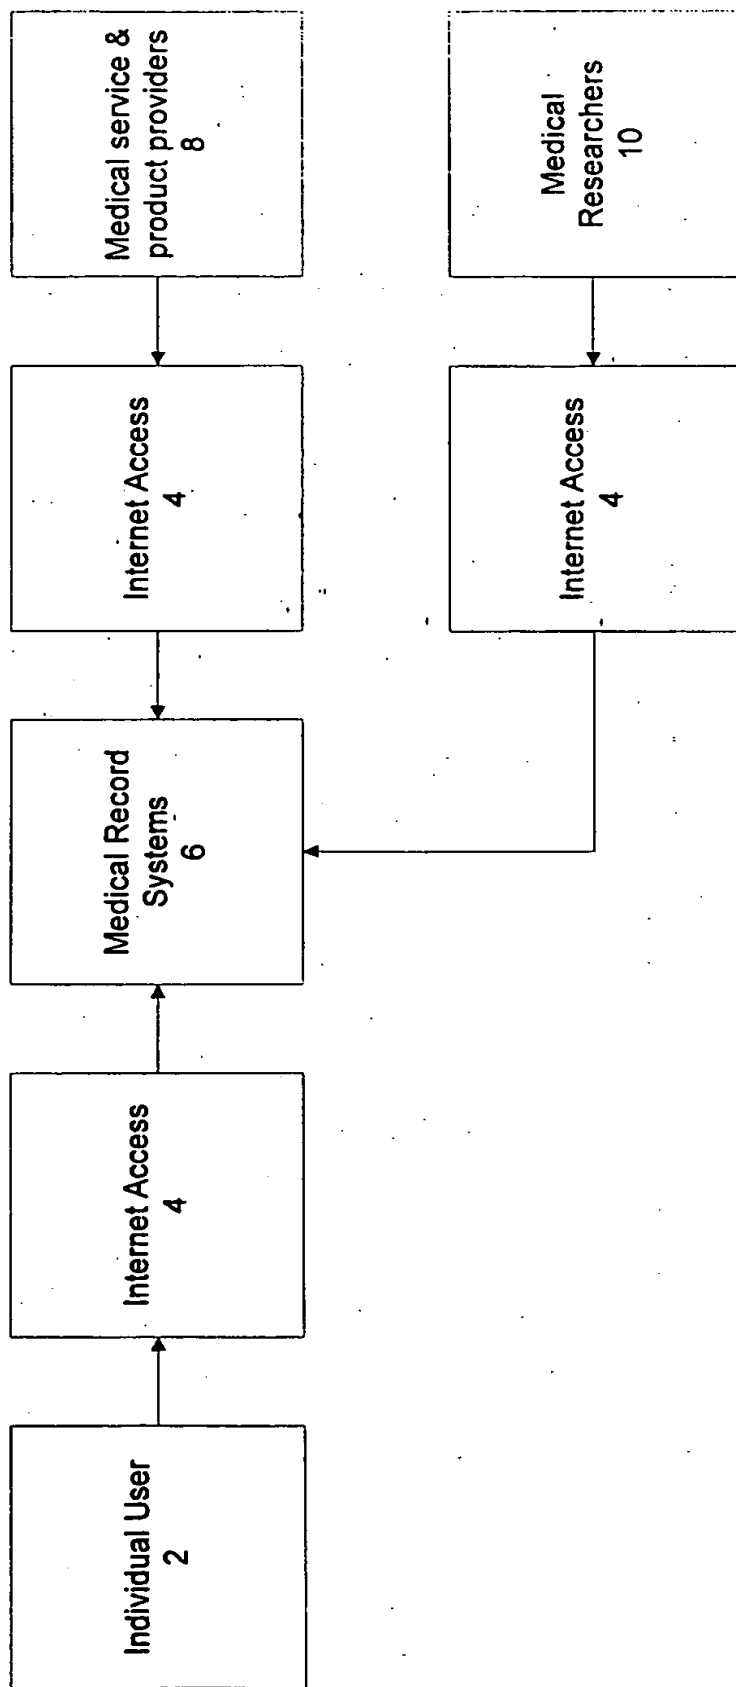 Individual User
2
Internet Access
4
Medical Record
Systems
6
Internet Access
4
Medical service &
product providers
8
Internet Access
4
Medical
Researchers
10